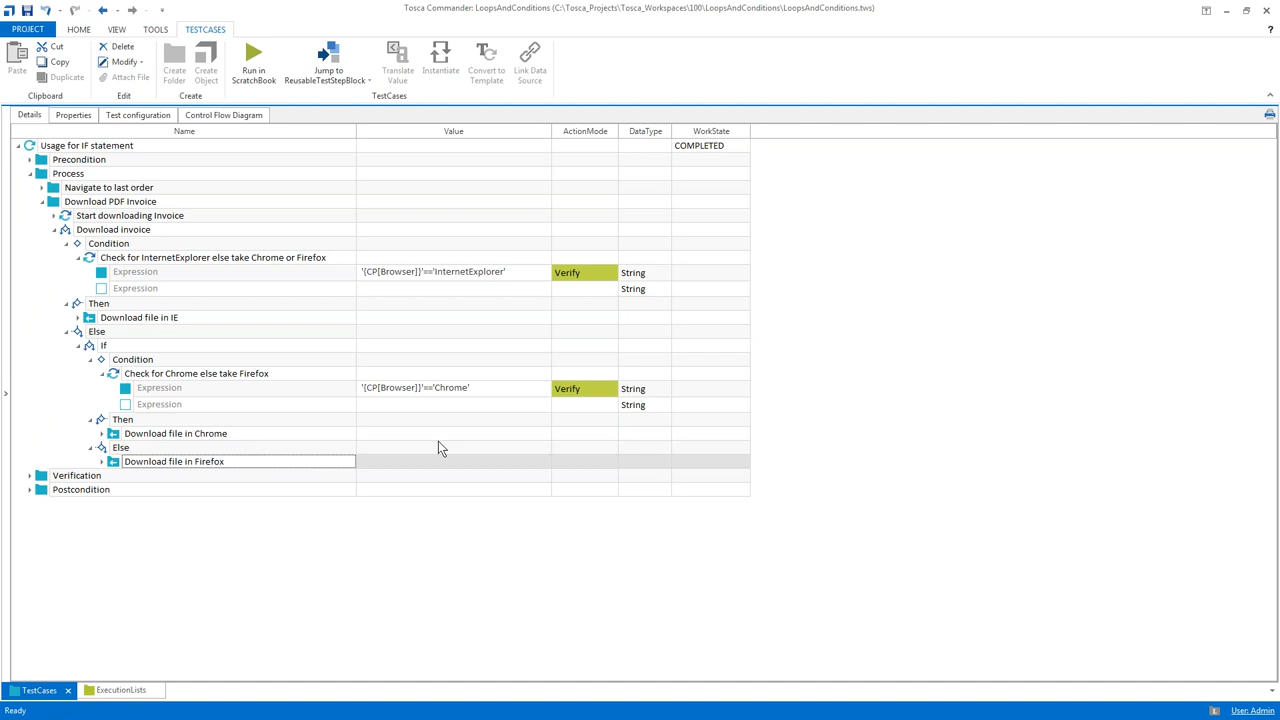 Tosca Commander: LoopsAndConditions (C:\Tosca_Projects\Tosca_Workspaces\100\LoopsAndConditions\LoopsAndConditions.tws)
PROJECT HOME VIEW TOOLS TESTCASES ?
Paste Cut Copy Duplicate
Delete Modify Attach File
Create Folder Create Object
Run in ScratchBook Jump to ReusableTestStepBlock Translate Value Instantiate Convert to Template Link Data Source
Clipboard Edit Create TestCases
Details Properties Test configuration Control Flow Diagram
Name Value ActionMode DataType WorkState
Usage for IF statement COMPLETED
Precondition
Process
Navigate to last order
Download PDF Invoice
Start downloading Invoice
Download invoice
Condition
Check for InternetExplorer else take Chrome or Firefox
Expression '{CP[Browser]}'=='InternetExplorer' Verify String
Expression String
Then
Download file in IE
Else
If
Condition
Check for Chrome else take Firefox
Expression '{CP[Browser]}'=='Chrome' Verify String
Expression String
Then
Download file in Chrome
Else
Download file in Firefox
Verification
Postcondition
TestCases ExecutionLists
Ready User: Admin